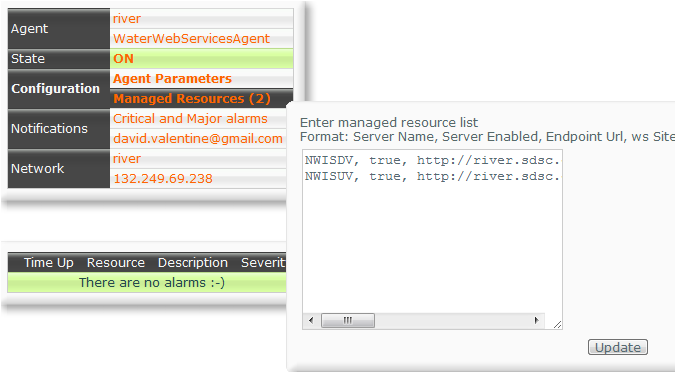 Agent river
WaterWebServicesAgent
State ON
Configuration Agent Parameters
Managed Resources (2)
Notifications Critical and Major alarms
david.valentine@gmail.com
Network river
132.249.69.238
Time Up Resource Description Severit
There are no alarms :-)
Enter managed resource list
Format: Server Name, Server Enabled, Endpoint Url, ws Site
NWISDV, true, http://river.sdsc.
NWISUV, true, http://river.sdsc.
Update